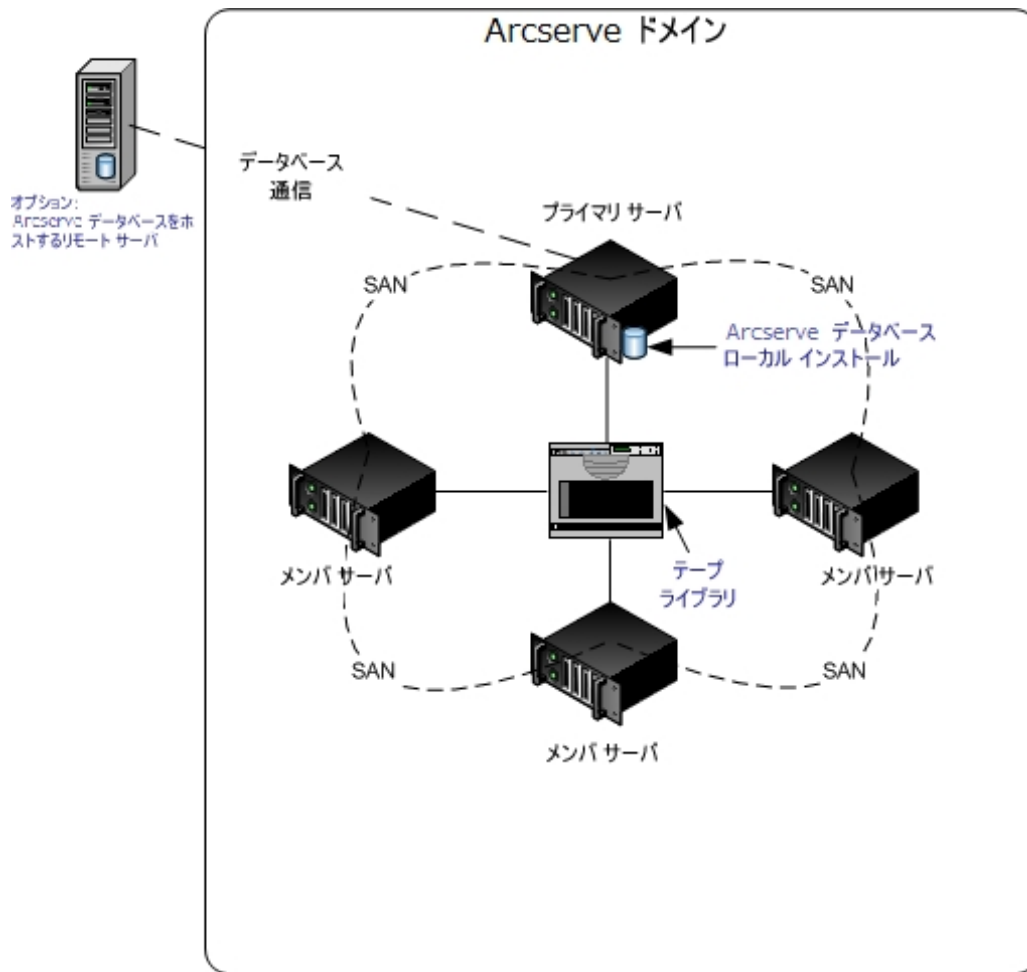 Arcserve ドメイン
データベース
通信
オプション:
Arcserve データベースをホ
ストするリモート サーバ
プライマリ サーバ
SAN
SAN
Arcserve データベース
ローカル インストール
メンバ サーバ
テープ
ライブラリ
メンバ サーバ
SAN
SAN
メンバ サーバ